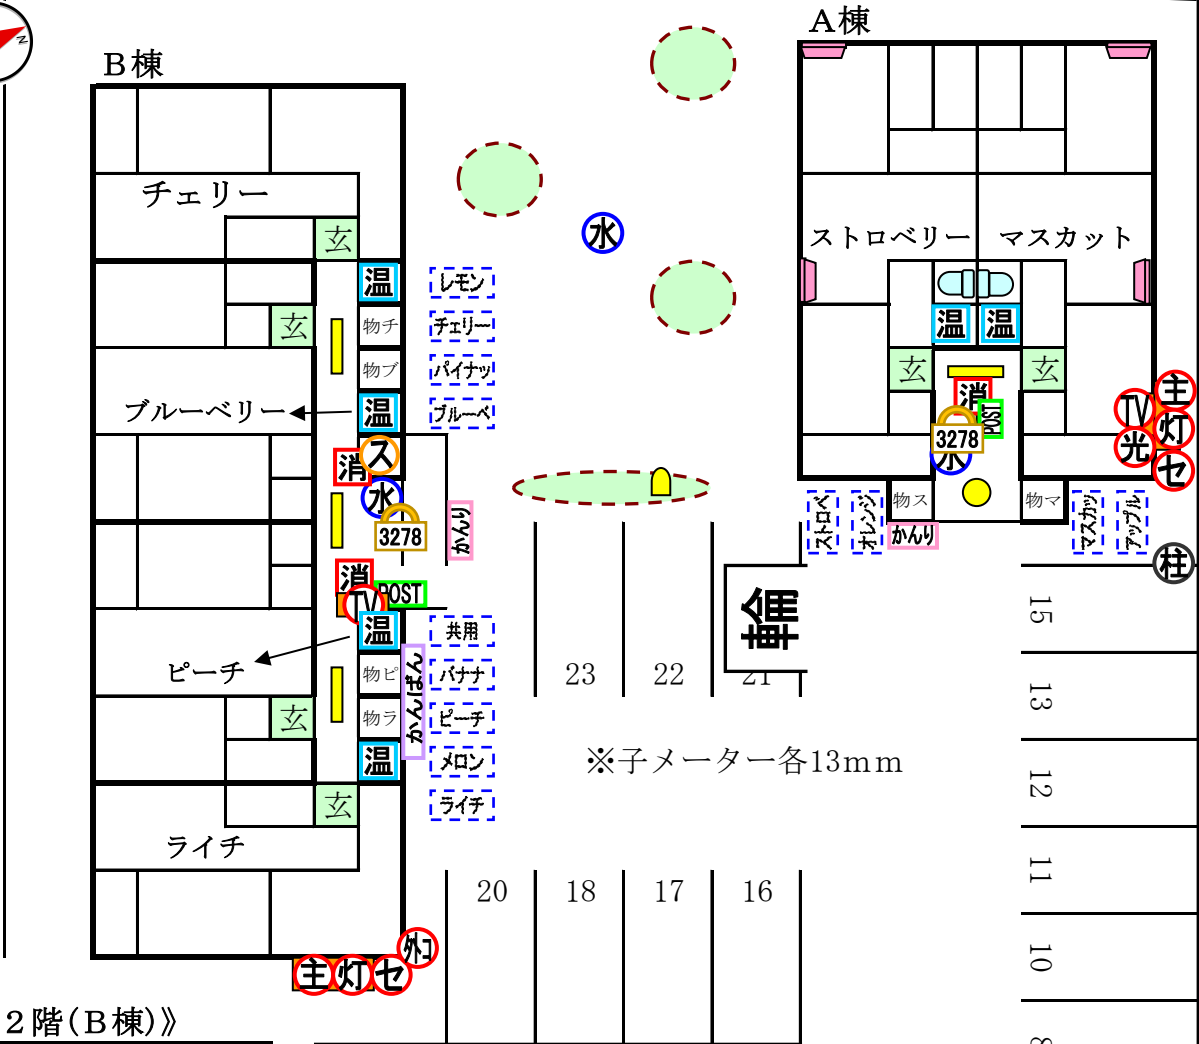 N
A棟
B棟
チェリー
玄
水
ストロベリー
マスカット
温
レモン
玄
物チ
チェリー
温
温
物ブ
パイナッ
玄
玄
ブルーベリー
温
ブルーベ
消
POST
TV
主
灯
光
セ
3278
水
消
ス
水
3278
かんり
ストロベ
オレンジ
物ス
かんり
物マ
マスカッ
アップル
柱
消
TV
POST
輪
15
温
共用
ピーチ
物ピ
かんばん
バナナ
23
22
21
13
玄
物ラ
ピーチ
温
メロン
※子メーター各13mm
12
玄
ライチ
ライチ
11
20
18
17
16
外コ
主
灯
セ
10
2階(B棟)》
8